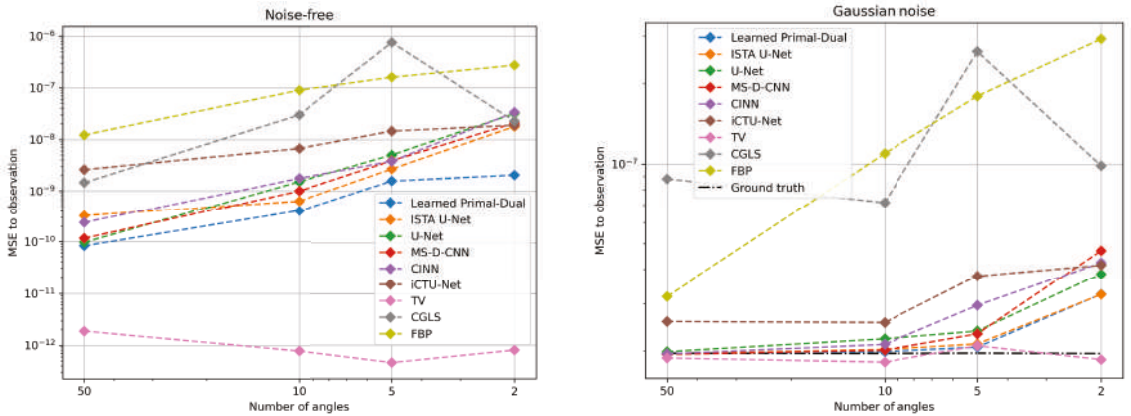 Noise-free
MSE to observation
10⁻⁶
10⁻⁷
10⁻⁸
10⁻⁹
10⁻¹⁰
10⁻¹¹
10⁻¹²
Learned Primal-Dual
ISTA U-Net
U-Net
MS-D-CNN
CINN
iCTU-Net
TV
CGLS
FBP
50 10 5 2
Number of angles
Gaussian noise
MSE to observation
10⁻⁷
Learned Primal-Dual
ISTA U-Net
U-Net
MS-D-CNN
CINN
iCTU-Net
TV
CGLS
FBP
Ground truth
50 10 5 2
Number of angles